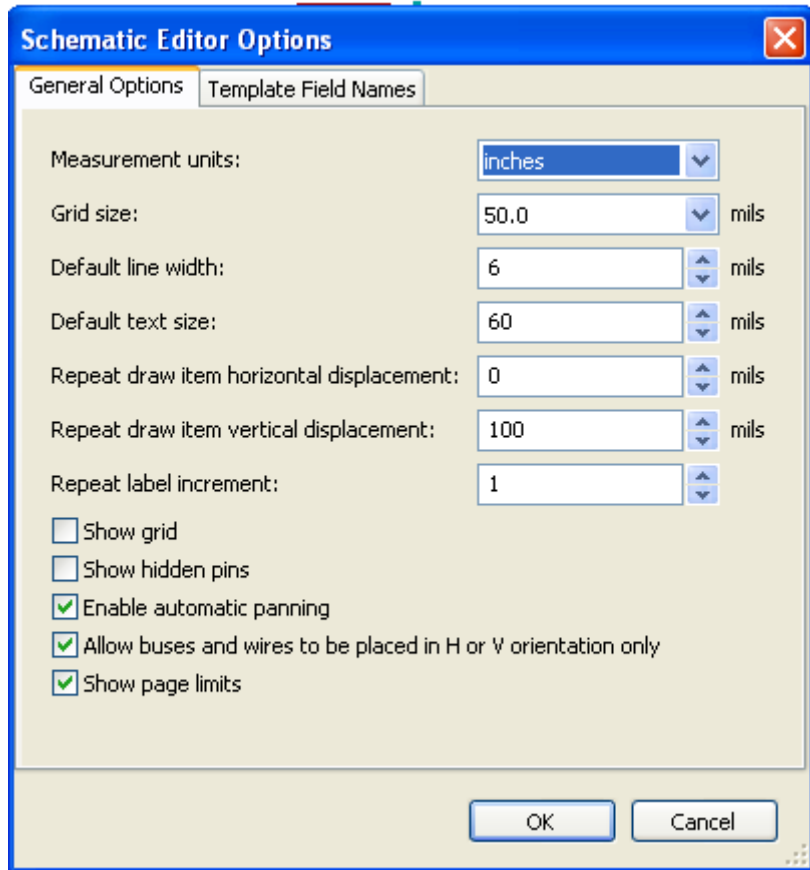 Schematic Editor Options
General Options Template Field Names
Measurement units: inches
Grid size: 50.0 mils
Default line width: 6 mils
Default text size: 60 mils
Repeat draw item horizontal displacement: 0 mils
Repeat draw item vertical displacement: 100 mils
Repeat label increment: 1
Show grid
Show hidden pins
Enable automatic panning
Allow buses and wires to be placed in H or V orientation only
Show page limits
OK Cancel